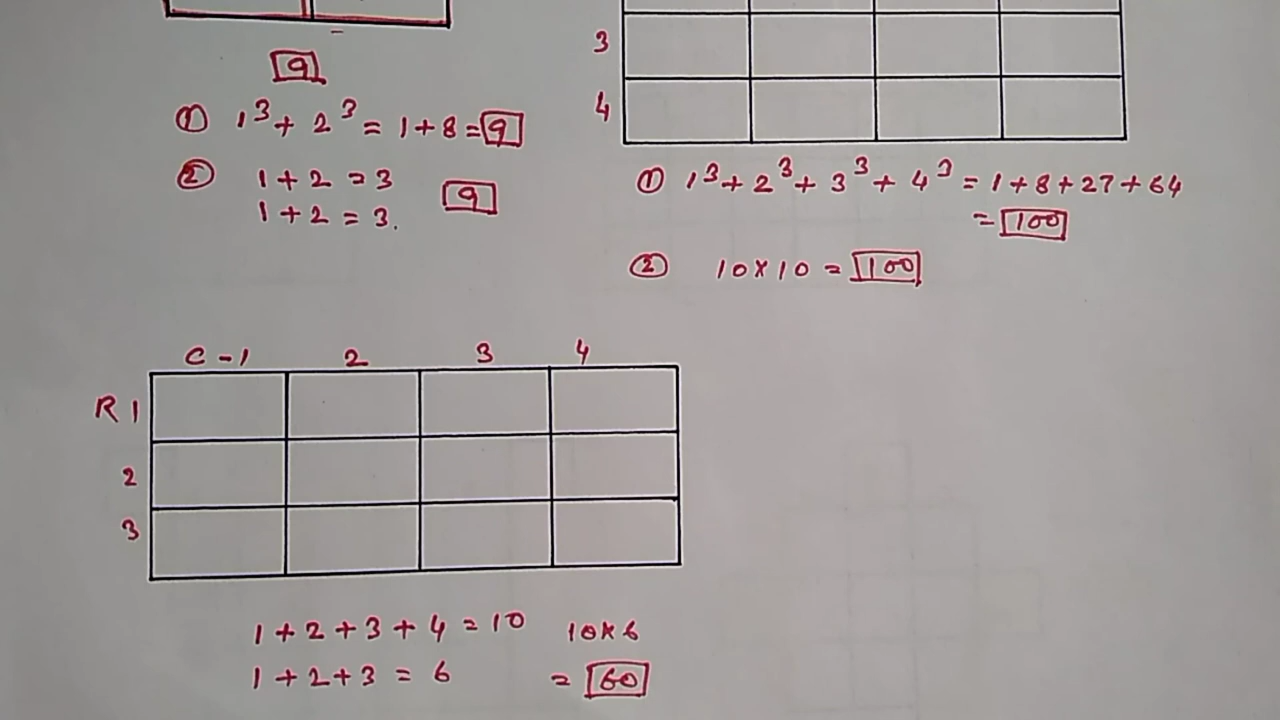 9
① 1³ + 2³ = 1 + 8 = 9
② 1 + 2 = 3
1 + 2 = 3.
9
3
4
① 1³ + 2³ + 3³ + 4³ = 1 + 8 + 27 + 64
= 100
② 10 × 10 = 100
C - 1 2 3 4
R 1
2
3
1 + 2 + 3 + 4 = 10 10 × 6
1 + 2 + 3 = 6 = 60